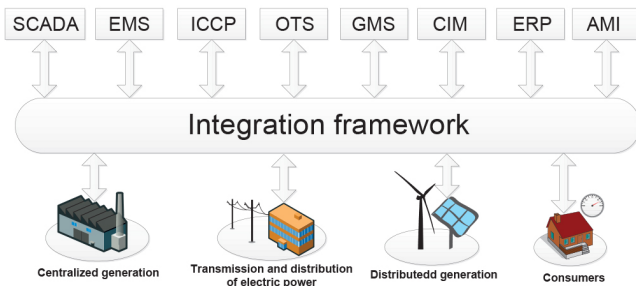 SCADA
EMS
ICCP
OTS
GMS
CIM
ERP
AMI
Integration framework
Centralized generation
Transmission and distribution
of electric power
Distributedd generation
Consumers